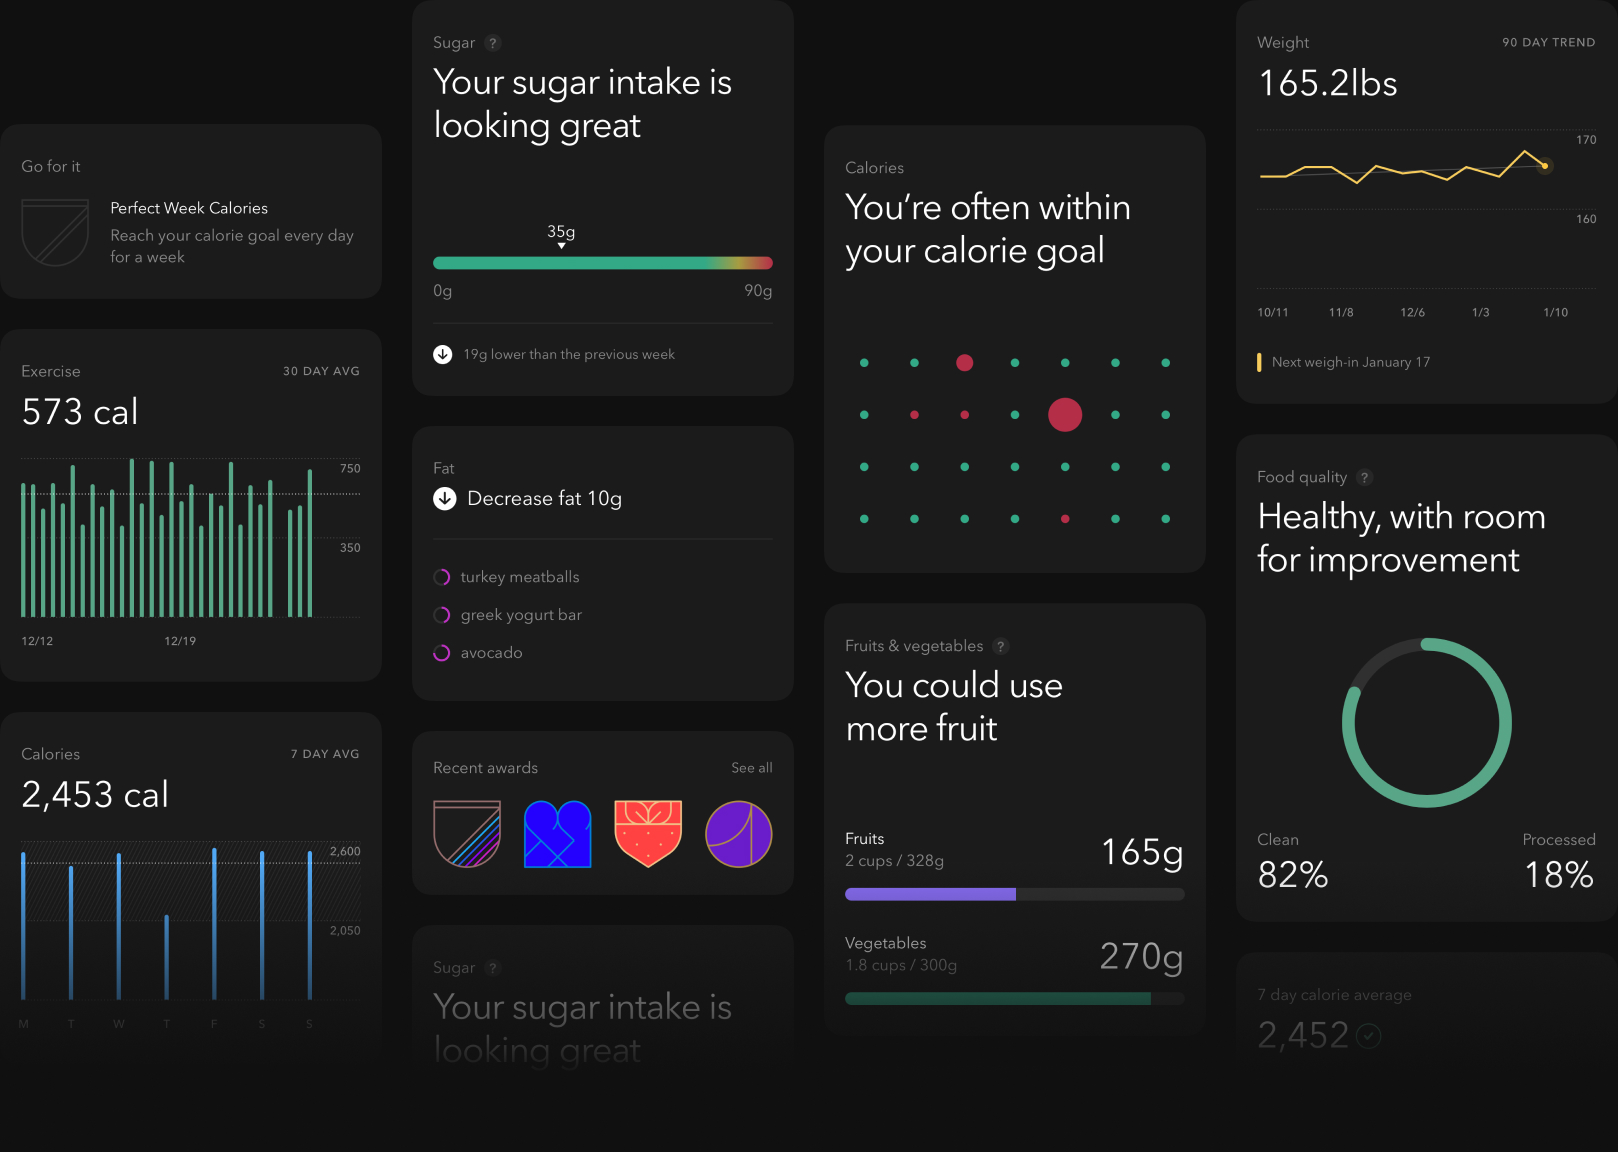 Go for it
Perfect Week Calories
Reach your calorie goal every day
for a week
Exercise
30 DAY AVG
573 cal
750
350
12/12
12/19
Calories
7 DAY AVG
2,453 cal
2,600
2,050
M T W T F S S
Sugar ?
Your sugar intake is
looking great
35g
0g
90g
19g lower than the previous week
Fat
Decrease fat 10g
turkey meatballs
greek yogurt bar
avocado
Recent awards
See all
Sugar ?
Your sugar intake is
looking great
Calories
You’re often within
your calorie goal
Fruits & vegetables ?
You could use
more fruit
Fruits
2 cups / 328g
165g
Vegetables
1.8 cups / 300g
270g
Weight
90 DAY TREND
165.2lbs
170
160
10/11 11/8 12/6 1/3 1/10
Next weigh-in January 17
Food quality ?
Healthy, with room
for improvement
Clean
82%
Processed
18%
7 day calorie average
2,452